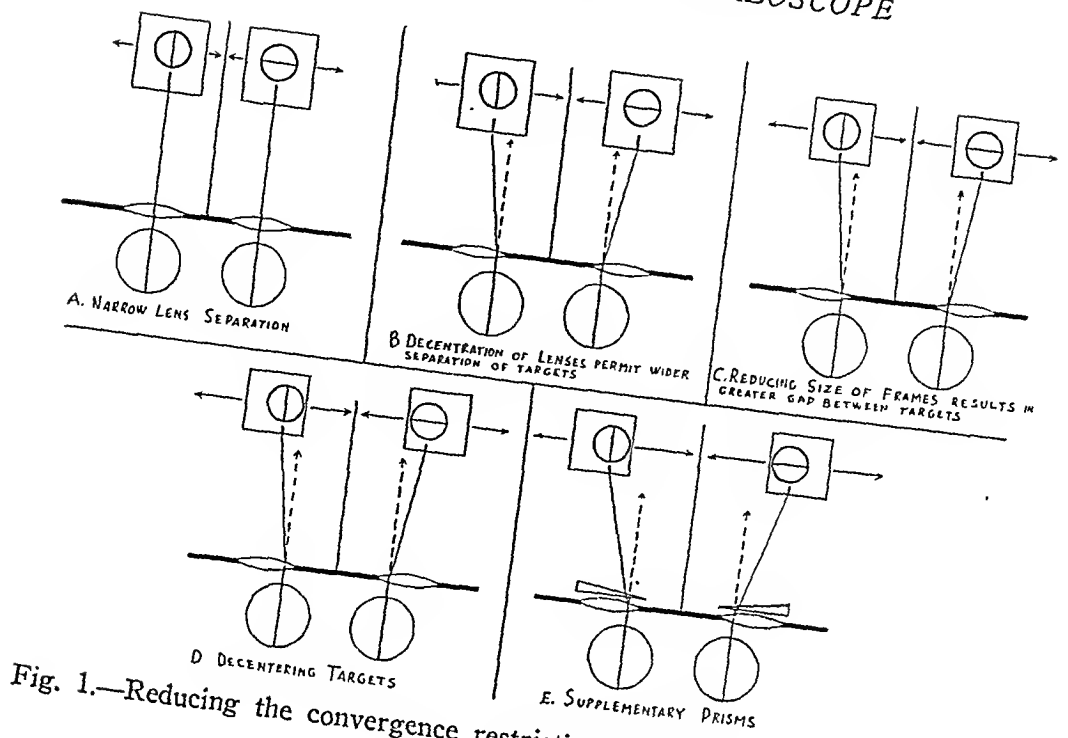 A. NARROW LENS SEPARATION
B DECENTRATION OF LENSES PERMIT WIDER
SEPARATION OF TARGETS
C. REDUCING SIZE OF FRAMES RESULTS IN
GREATER GAP BETWEEN TARGETS
D DECENTERING TARGETS
E. SUPPLEMENTARY PRISMS
Fig. 1.—Reducing the convergence